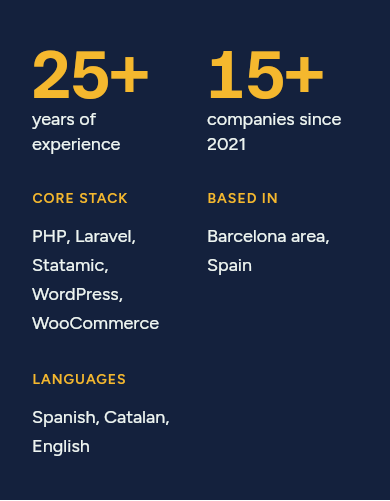 25+
years of
experience
15+
companies since
2021
CORE STACK
PHP, Laravel,
Statamic,
WordPress,
WooCommerce
BASED IN
Barcelona area,
Spain
LANGUAGES
Spanish, Catalan,
English